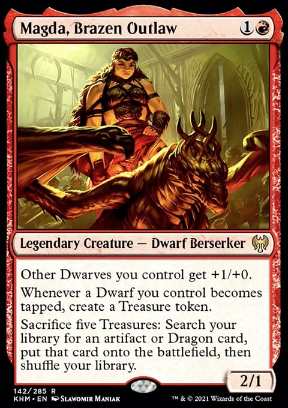 Magda, Brazen Outlaw 1
Legendary Creature — Dwarf Berserker
Other Dwarves you control get +1/+0.
Whenever a Dwarf you control becomes
tapped, create a Treasure token.
Sacrifice five Treasures: Search your
library for an artifact or Dragon card,
put that card onto the battlefield, then
shuffle your library.
142/285 R
KHM • EN SLAWOMIR MANIAK
™ & © 2021 Wizards of the Coast
2/1